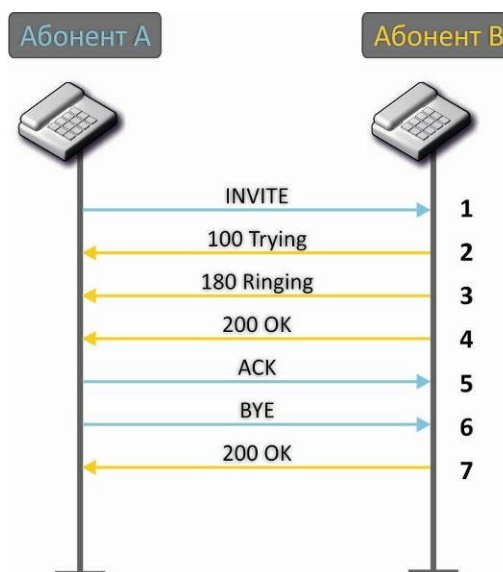 Абонент А
Абонент В
INVITE
1
100 Trying
2
180 Ringing
3
200 OK
4
ACK
5
BYE
6
200 OK
7